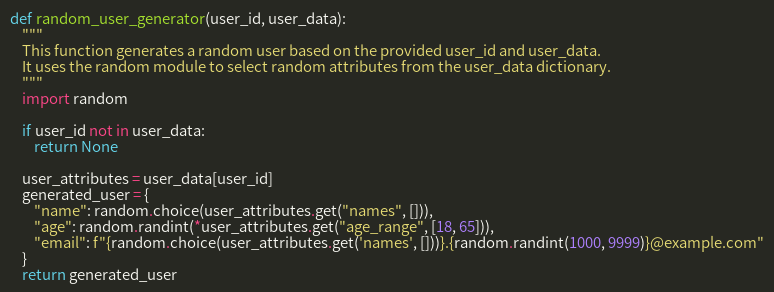 def random_user_generator(user_id, user_data):
    """
    This function generates a random user based on the provided user_id and user_data.
    It uses the random module to select random attributes from the user_data dictionary.
    """
    import random

    if user_id not in user_data:
        return None

    user_attributes = user_data[user_id]
    generated_user = {
        "name": random.choice(user_attributes.get("names", [])),
        "age": random.randint(*user_attributes.get("age_range", [18, 65])),
        "email": f"{random.choice(user_attributes.get('names', []))}.{random.randint(1000, 9999)}@example.com"
    }
    return generated_user